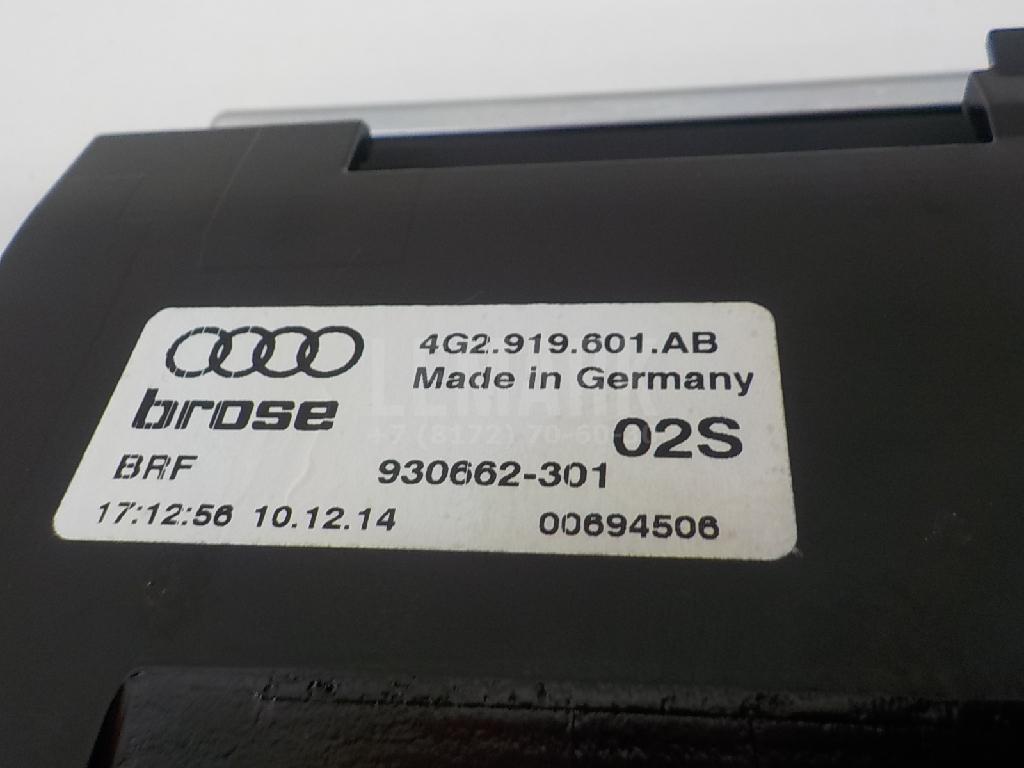 4G2.919.601.AB
Made in Germany
brose
02S
BRF 930662-301
17:12:56 10.12.14 00694506